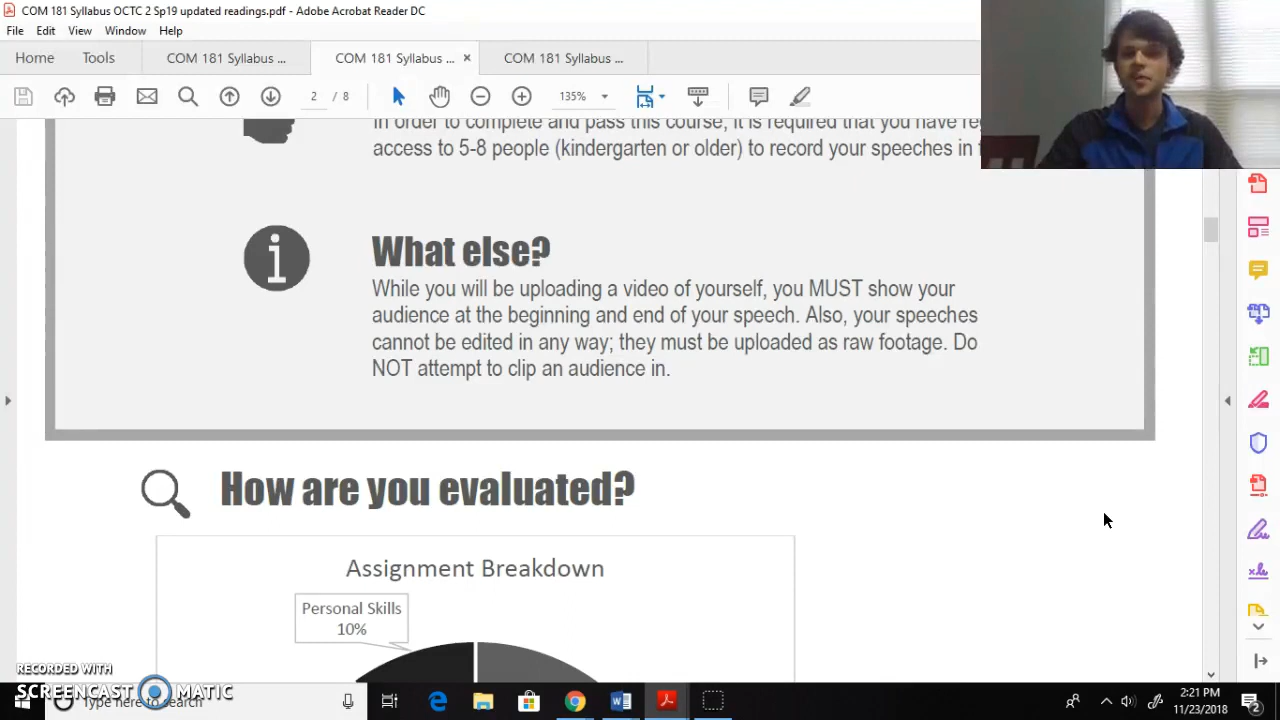 COM 181 Syllabus OCTC 2 Sp19 updated readings.pdf - Adobe Acrobat Reader DC
File Edit View Window Help
Home Tools COM 181 Syllabus ... COM 181 Syllabus ... × COM 181 Syllabus ...
2 / 8 135%
In order to complete and pass this course, it is required that you have
access to 5-8 people (kindergarten or older) to record your speeches in
i What else?
While you will be uploading a video of yourself, you MUST show your
audience at the beginning and end of your speech. Also, your speeches
cannot be edited in any way; they must be uploaded as raw footage. Do
NOT attempt to clip an audience in.
How are you evaluated?
Assignment Breakdown
Personal Skills
10%
RECORDED WITH
SCREENCAST MATIC
Type here to search
2:21 PM
11/23/2018
2